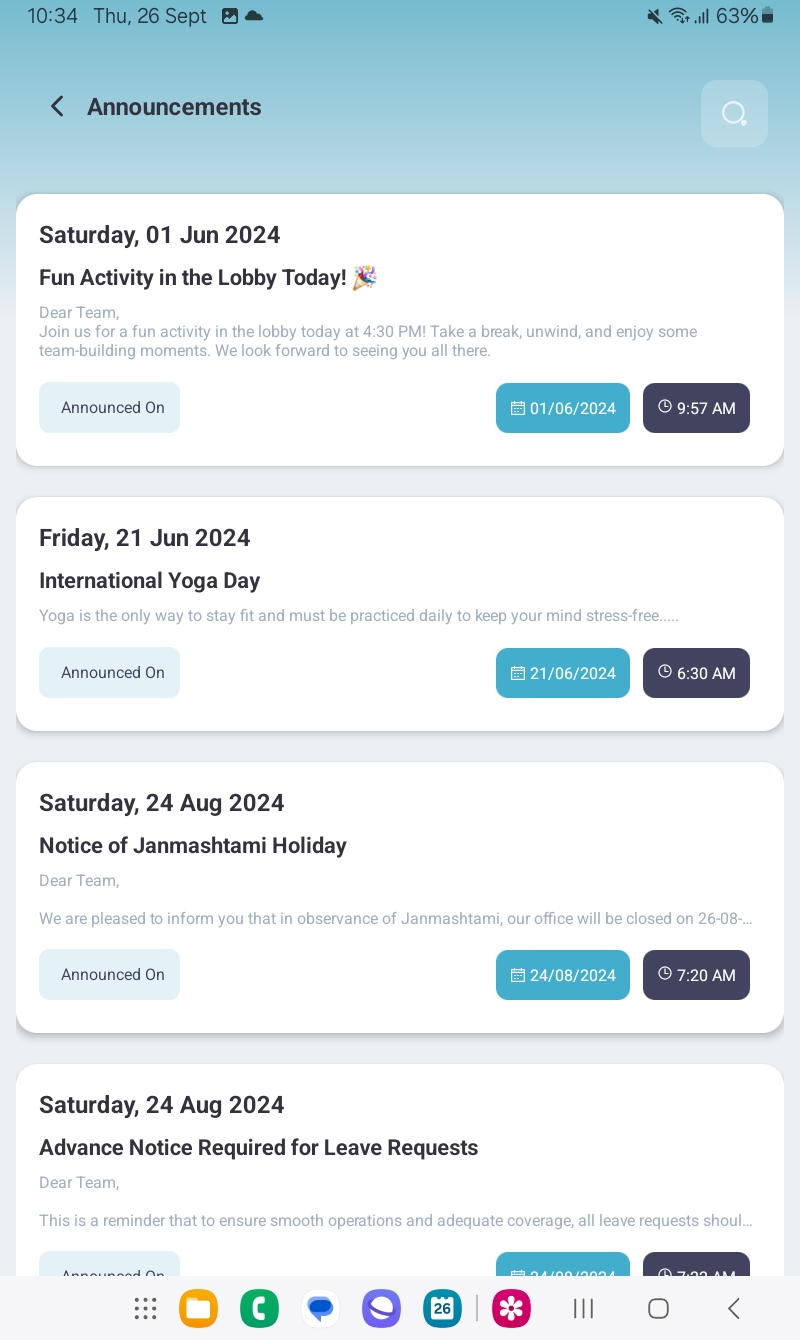 10:34 Thu, 26 Sept 63%
Announcements
Saturday, 01 Jun 2024
Fun Activity in the Lobby Today! 🎉
Dear Team,
Join us for a fun activity in the lobby today at 4:30 PM! Take a break, unwind, and enjoy some
team-building moments. We look forward to seeing you all there.
Announced On 01/06/2024 9:57 AM
Friday, 21 Jun 2024
International Yoga Day
Yoga is the only way to stay fit and must be practiced daily to keep your mind stress-free.....
Announced On 21/06/2024 6:30 AM
Saturday, 24 Aug 2024
Notice of Janmashtami Holiday
Dear Team,
We are pleased to inform you that in observance of Janmashtami, our office will be closed on 26-08-...
Announced On 24/08/2024 7:20 AM
Saturday, 24 Aug 2024
Advance Notice Required for Leave Requests
Dear Team,
This is a reminder that to ensure smooth operations and adequate coverage, all leave requests shoul...
Announced On 24/08/2024
26